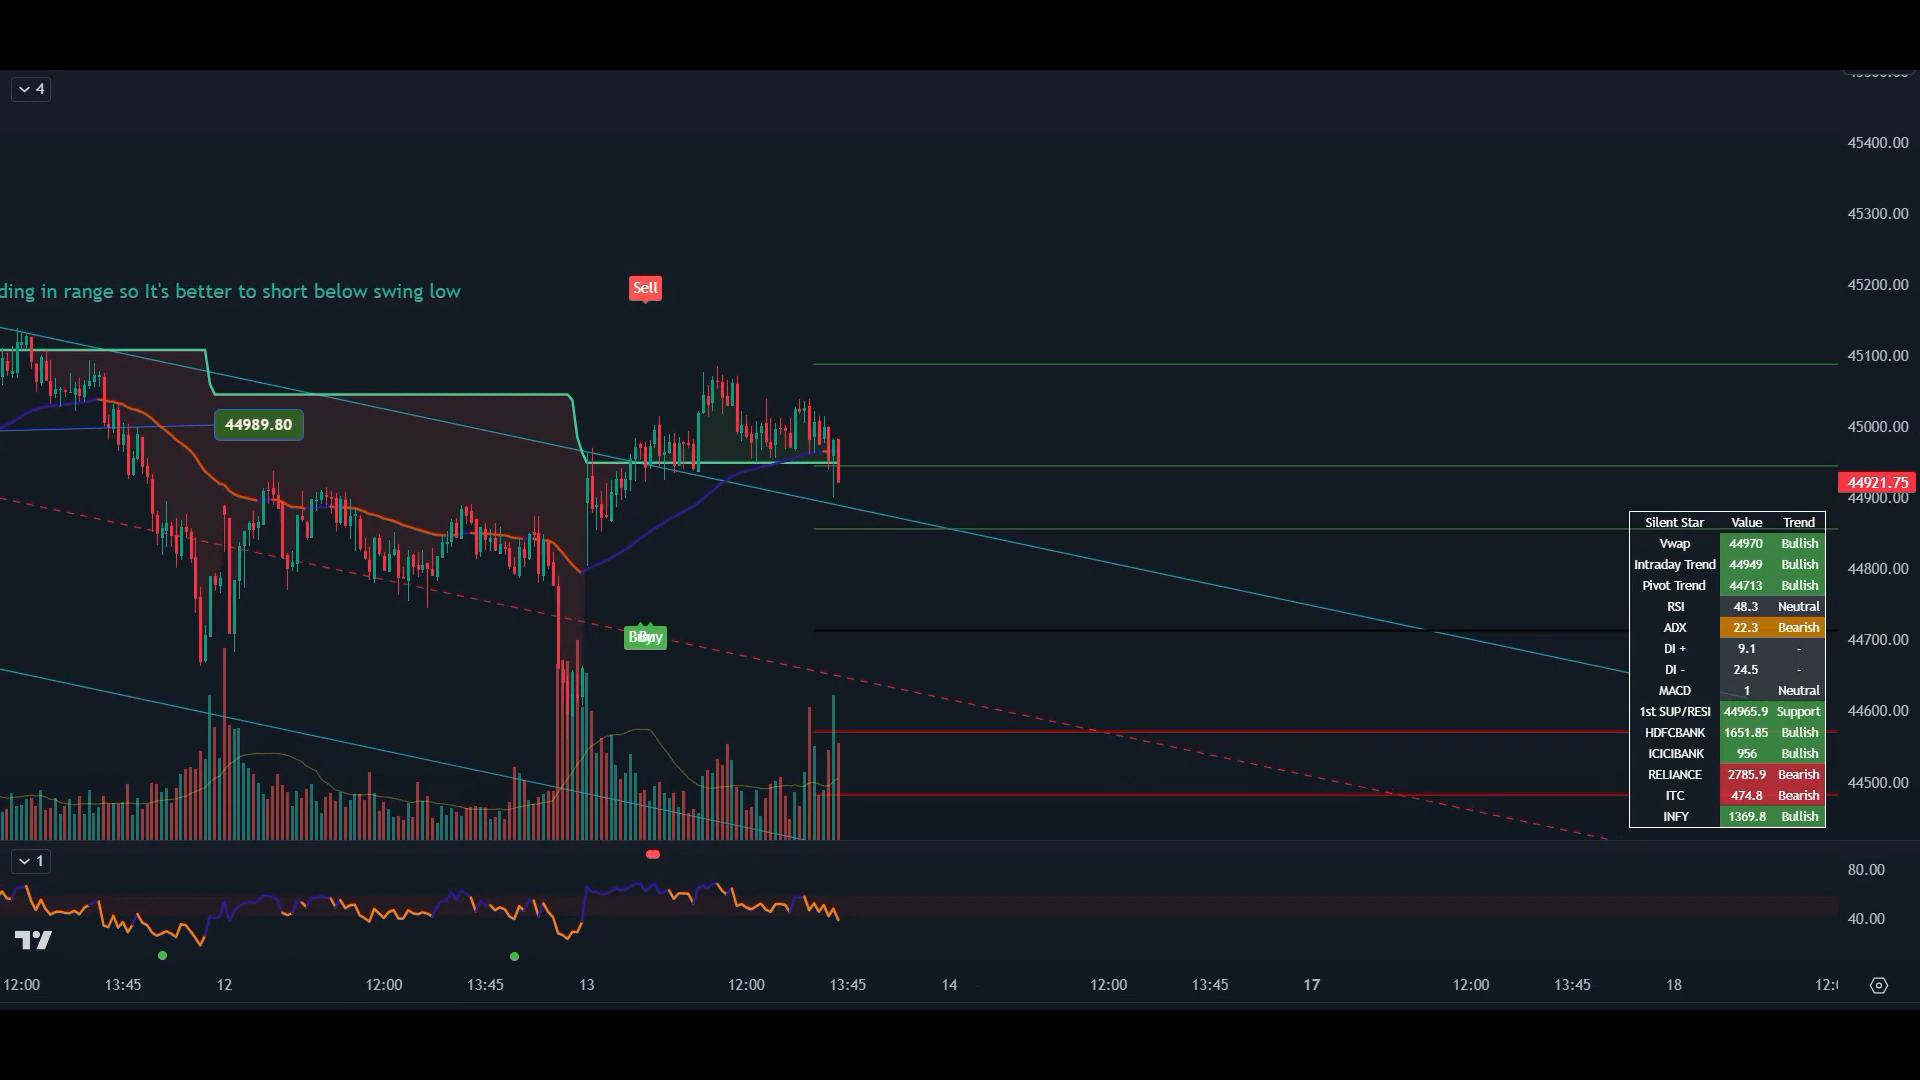 4
45400.00
45300.00
45200.00
ding in range so It's better to short below swing low
Sell
45100.00
44989.80
45000.00
44921.75
44900.00
Silent Star Value Trend
Vwap 44970 Bullish
Intraday Trend 44949 Bullish
44800.00
Pivot Trend 44713 Bullish
RSI 48.3 Neutral
ADX 22.3 Bearish
Buy
44700.00
DI + 9.1 -
DI - 24.5 -
MACD 1 Neutral
1st SUP/RESI 44965.9 Support
44600.00
HDFCBANK 1651.85 Bullish
ICICIBANK 956 Bullish
RELIANCE 2785.9 Bearish
44500.00
ITC 474.8 Bearish
INFY 1369.8 Bullish
1
80.00
40.00
12:00 13:45 12 12:00 13:45 13 12:00 13:45 14 12:00 13:45 17 12:00 13:45 18